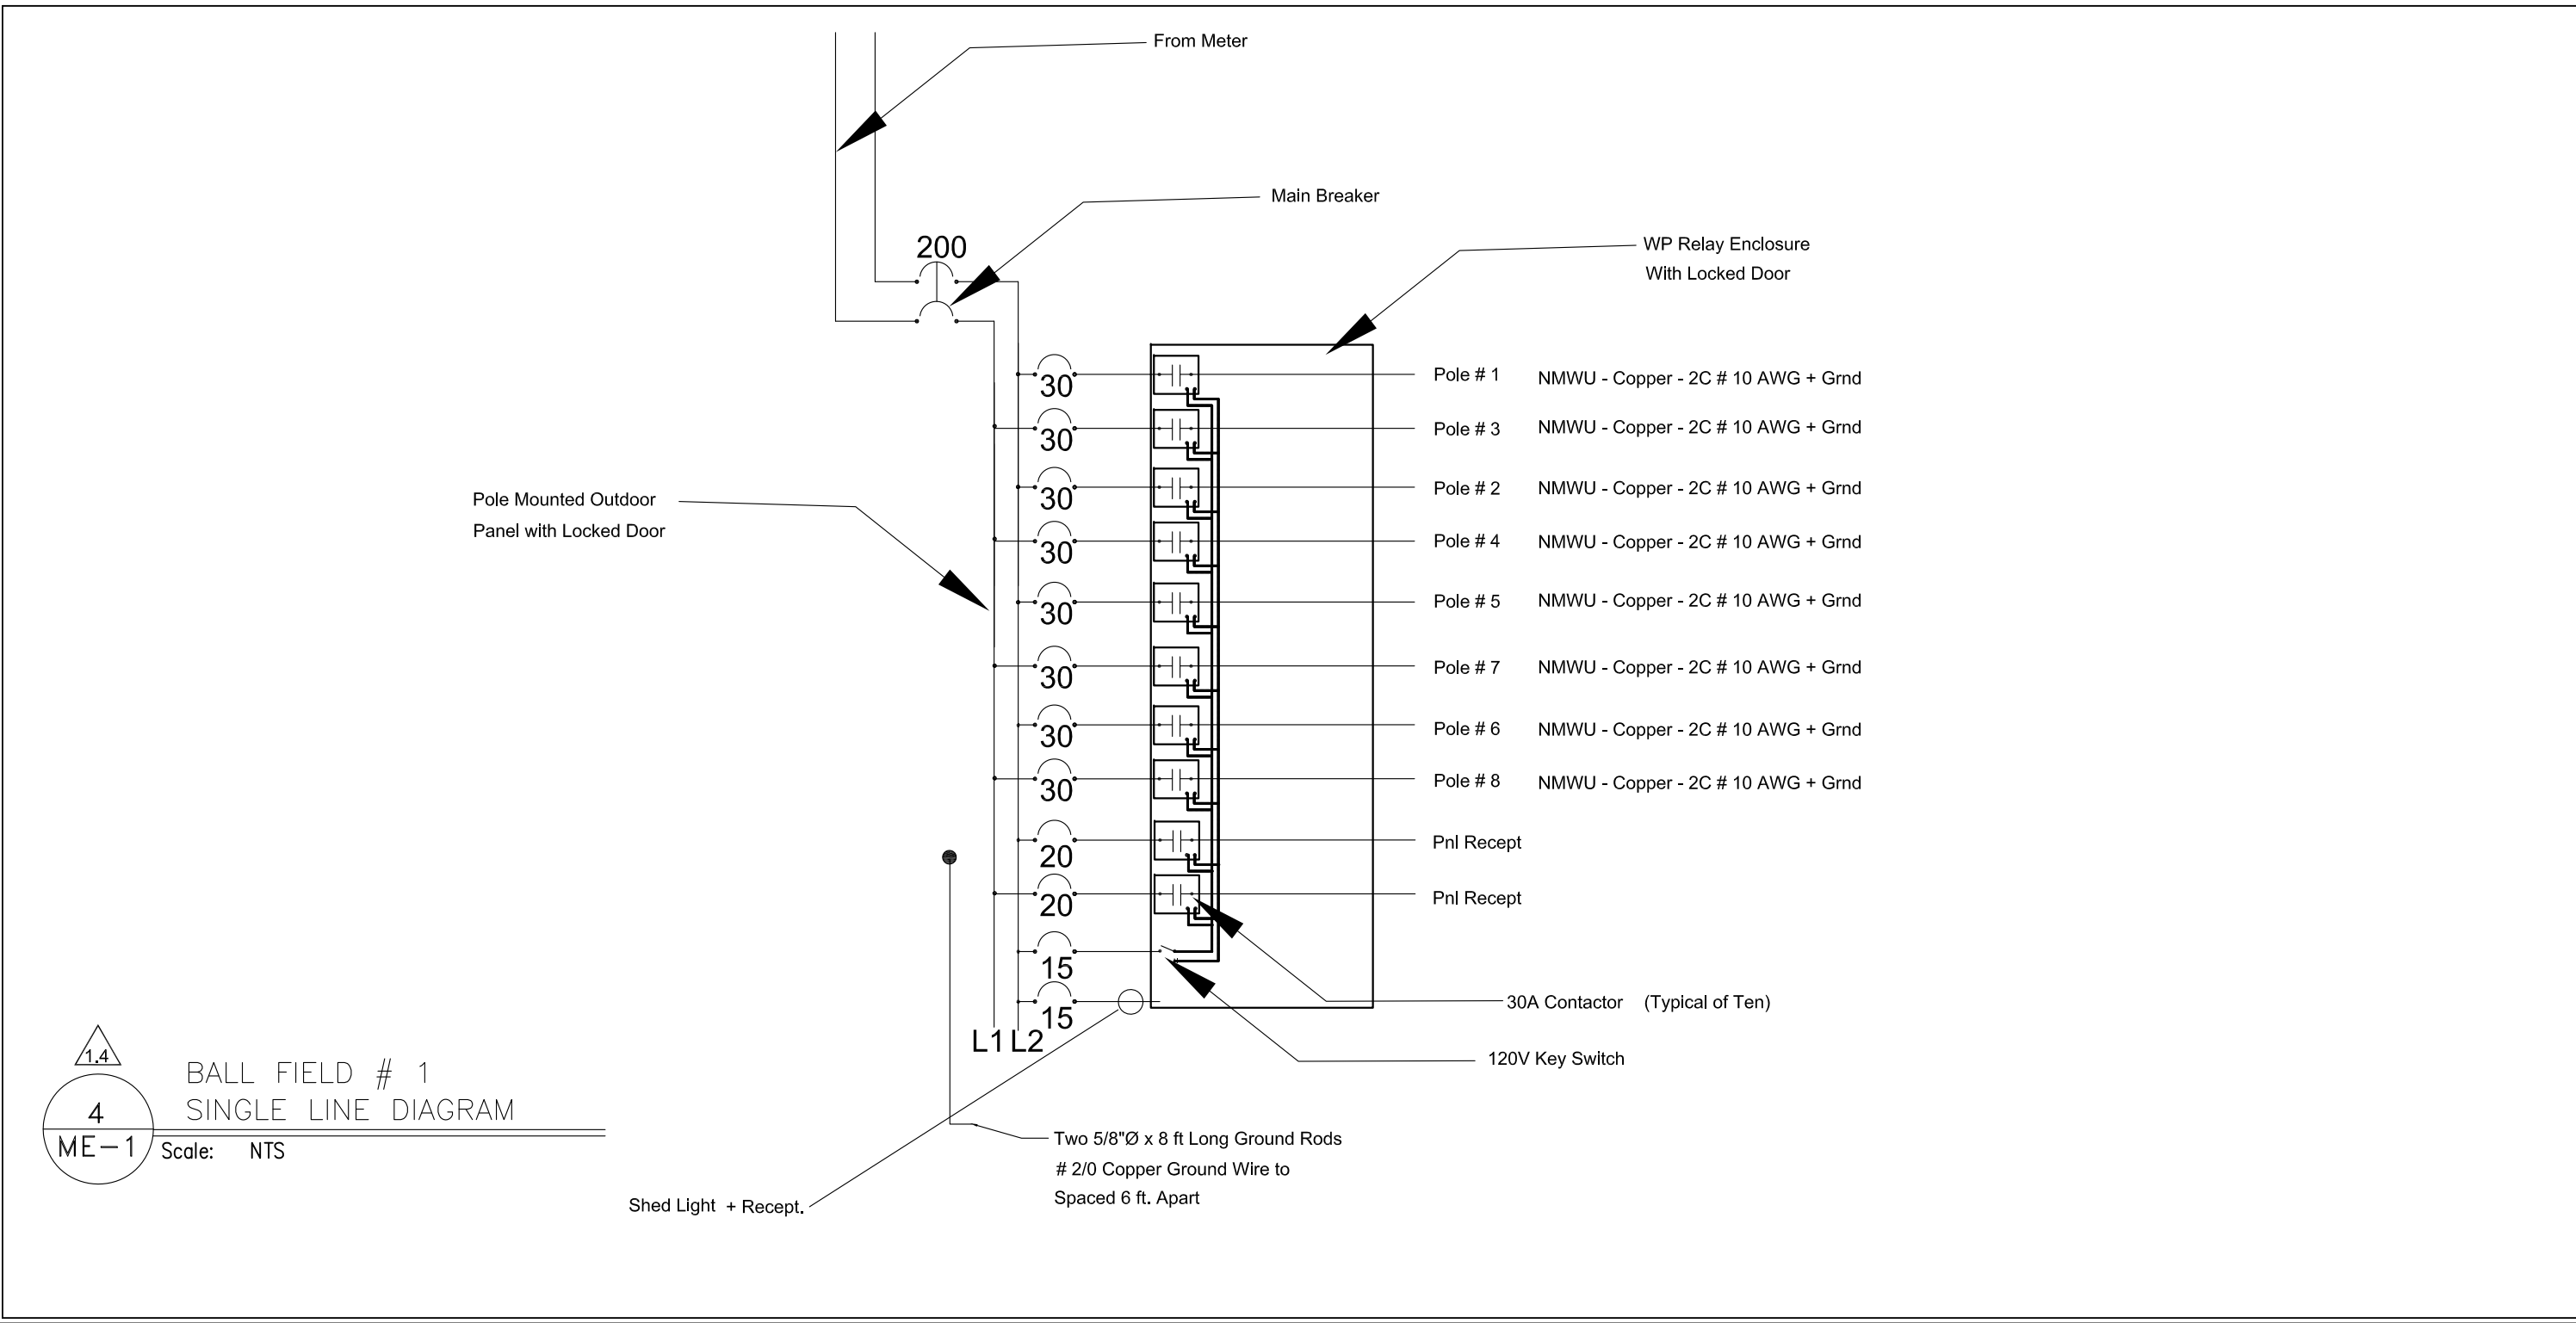 From Meter
Main Breaker
200
WP Relay Enclosure
With Locked Door
30 Pole # 1 NMWU - Copper - 2C # 10 AWG + Grnd
30 Pole # 3 NMWU - Copper - 2C # 10 AWG + Grnd
30 Pole # 2 NMWU - Copper - 2C # 10 AWG + Grnd
Pole Mounted Outdoor
Panel with Locked Door
30 Pole # 4 NMWU - Copper - 2C # 10 AWG + Grnd
30 Pole # 5 NMWU - Copper - 2C # 10 AWG + Grnd
30 Pole # 7 NMWU - Copper - 2C # 10 AWG + Grnd
30 Pole # 6 NMWU - Copper - 2C # 10 AWG + Grnd
30 Pole # 8 NMWU - Copper - 2C # 10 AWG + Grnd
20 Pnl Recept
20 Pnl Recept
15
30A Contactor (Typical of Ten)
15
L1 L2
120V Key Switch
1.4
BALL FIELD # 1
SINGLE LINE DIAGRAM
4
ME-1
Scale: NTS
Two 5/8"Ø x 8 ft Long Ground Rods
# 2/0 Copper Ground Wire to
Spaced 6 ft. Apart
Shed Light + Recept.